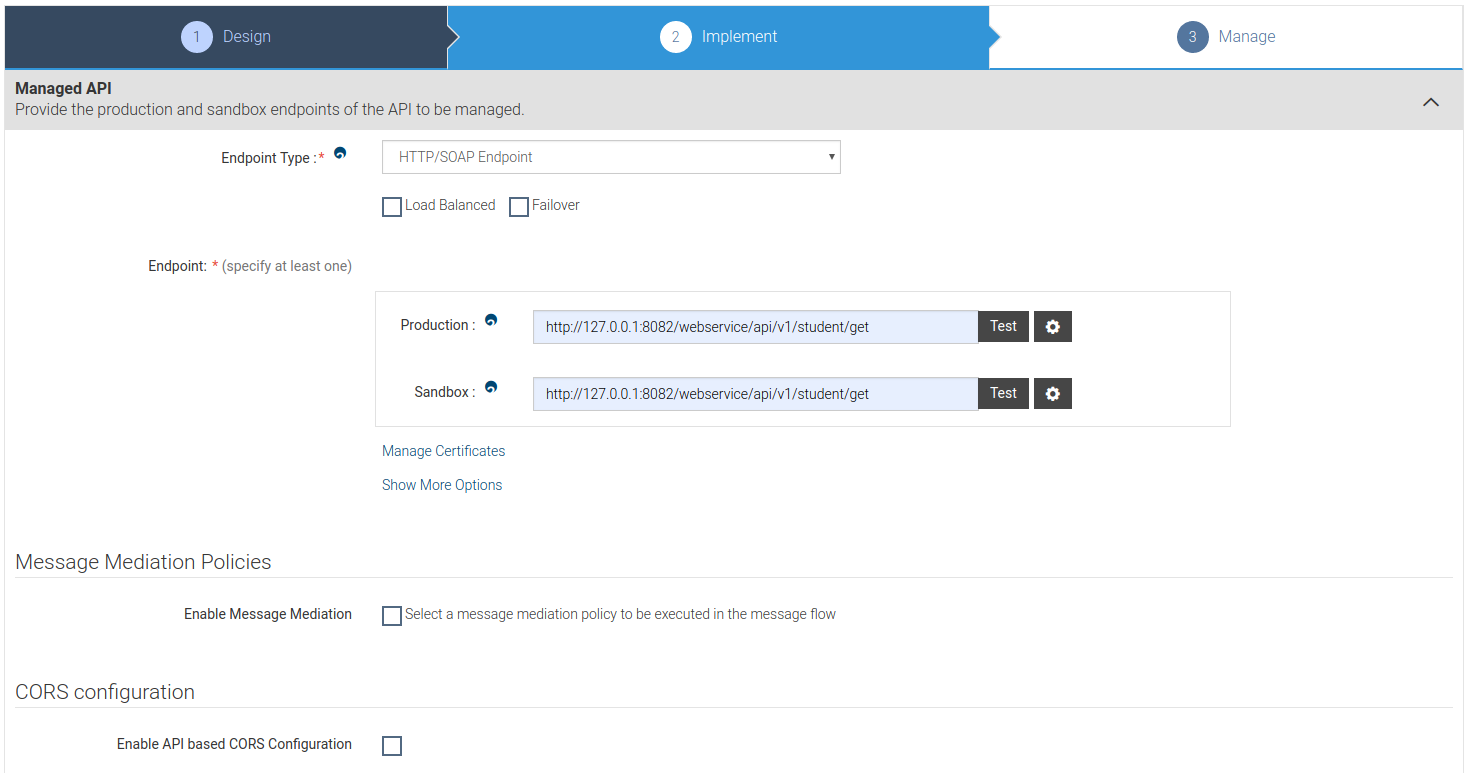 1 Design
2 Implement
3 Manage
Managed API
Provide the production and sandbox endpoints of the API to be managed.
Endpoint Type : * HTTP/SOAP Endpoint
Load Balanced Failover
Endpoint: * (specify at least one)
Production : http://127.0.0.1:8082/webservice/api/v1/student/get Test
Sandbox : http://127.0.0.1:8082/webservice/api/v1/student/get Test
Manage Certificates
Show More Options
Message Mediation Policies
Enable Message Mediation Select a message mediation policy to be executed in the message flow
CORS configuration
Enable API based CORS Configuration